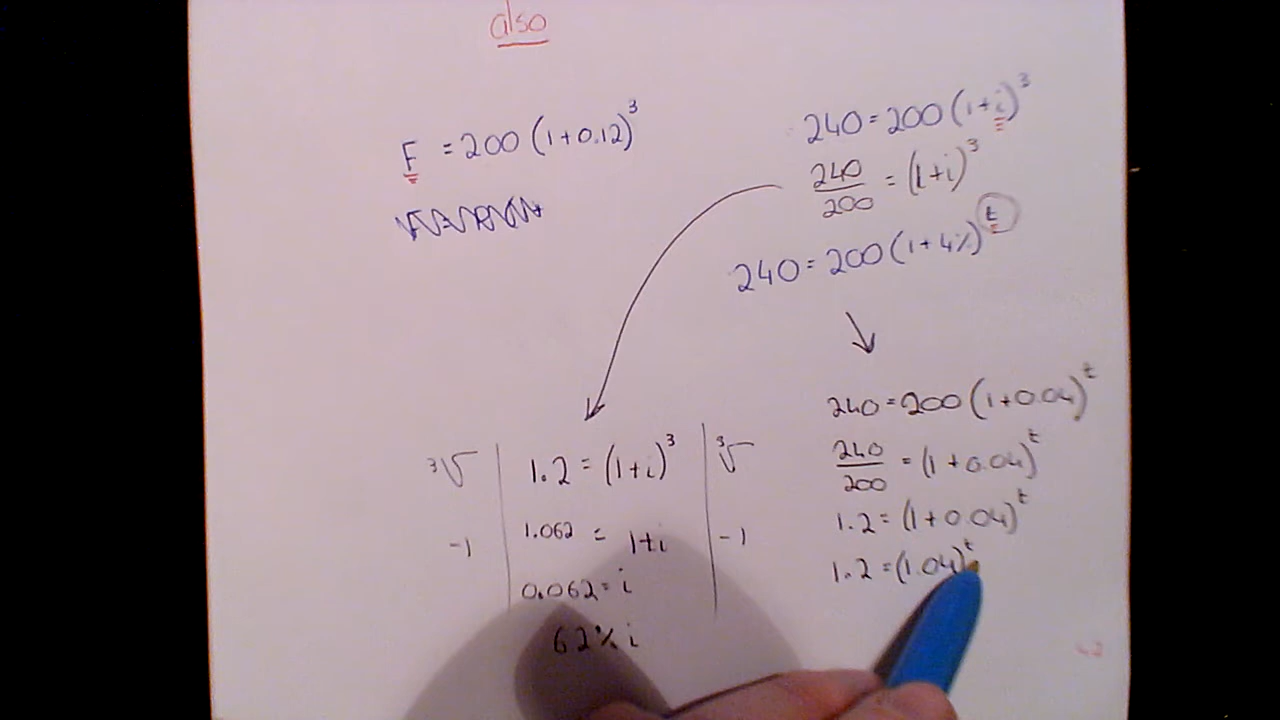 also
F = 200 (1+0.12)³
240 = 200 (1+i)³
240/200 = (1+i)³
240 = 200 (1+4%)^t
³√ | 1.2 = (1+i)³ | ³√
-1 | 1.062 = 1+i | -1
0.062 = i
62% i
240 = 200 (1+0.04)^t
240/200 = (1+0.04)^t
1.2 = (1+0.04)^t
1.2 = (1.04)^t